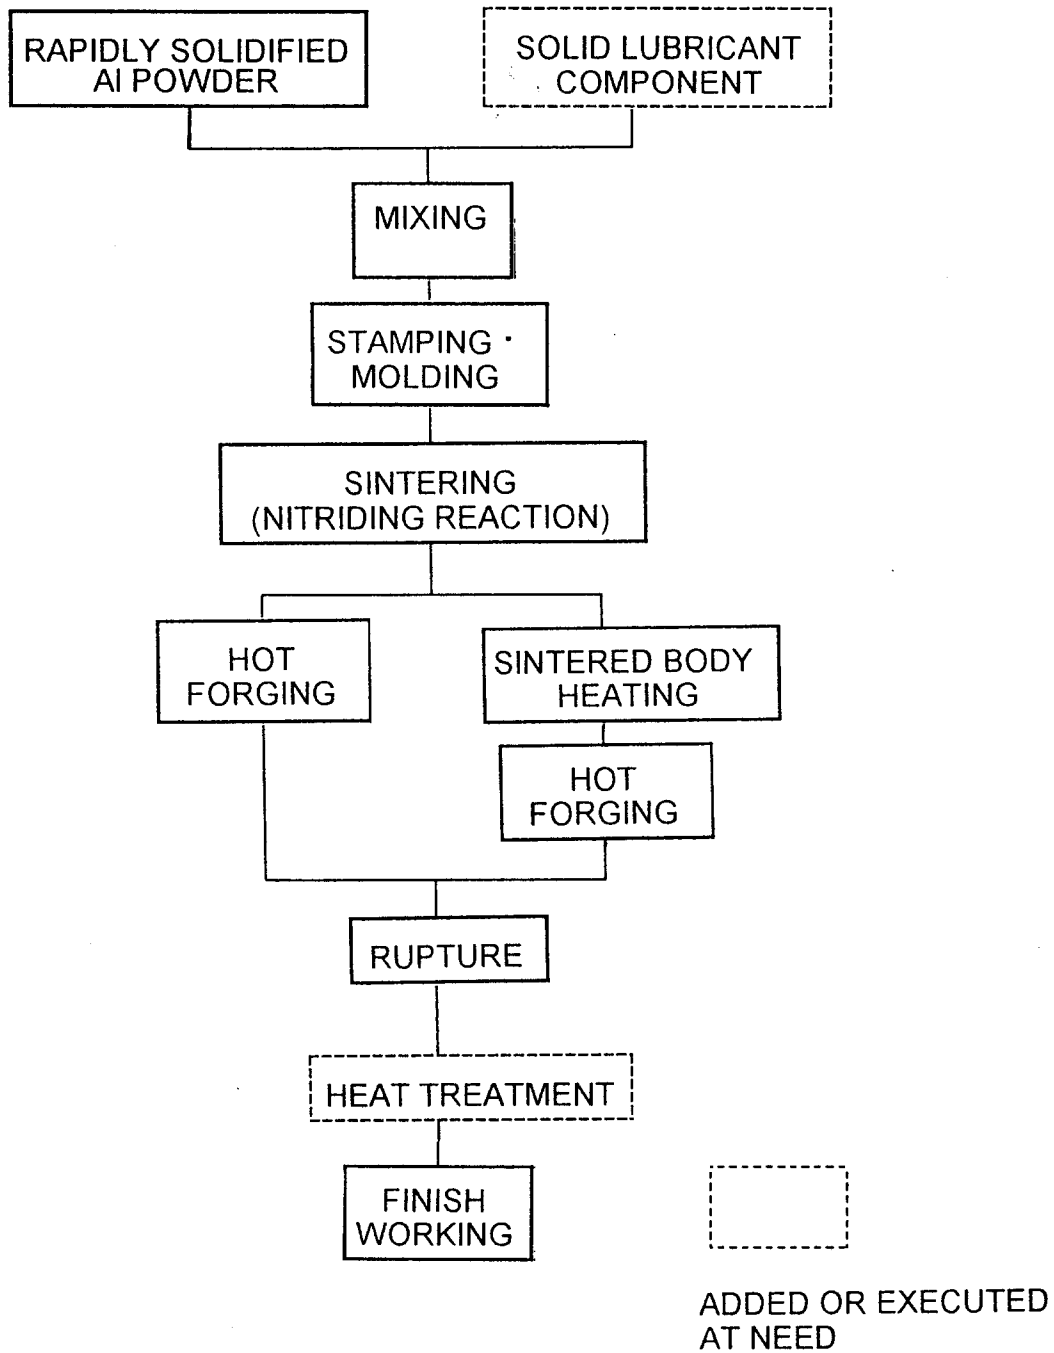 RAPIDLY SOLIDIFIED
Al POWDER
SOLID LUBRICANT
COMPONENT
MIXING
STAMPING ·
MOLDING
SINTERING
(NITRIDING REACTION)
HOT
FORGING
SINTERED BODY
HEATING
HOT
FORGING
RUPTURE
HEAT TREATMENT
FINISH
WORKING
ADDED OR EXECUTED
AT NEED